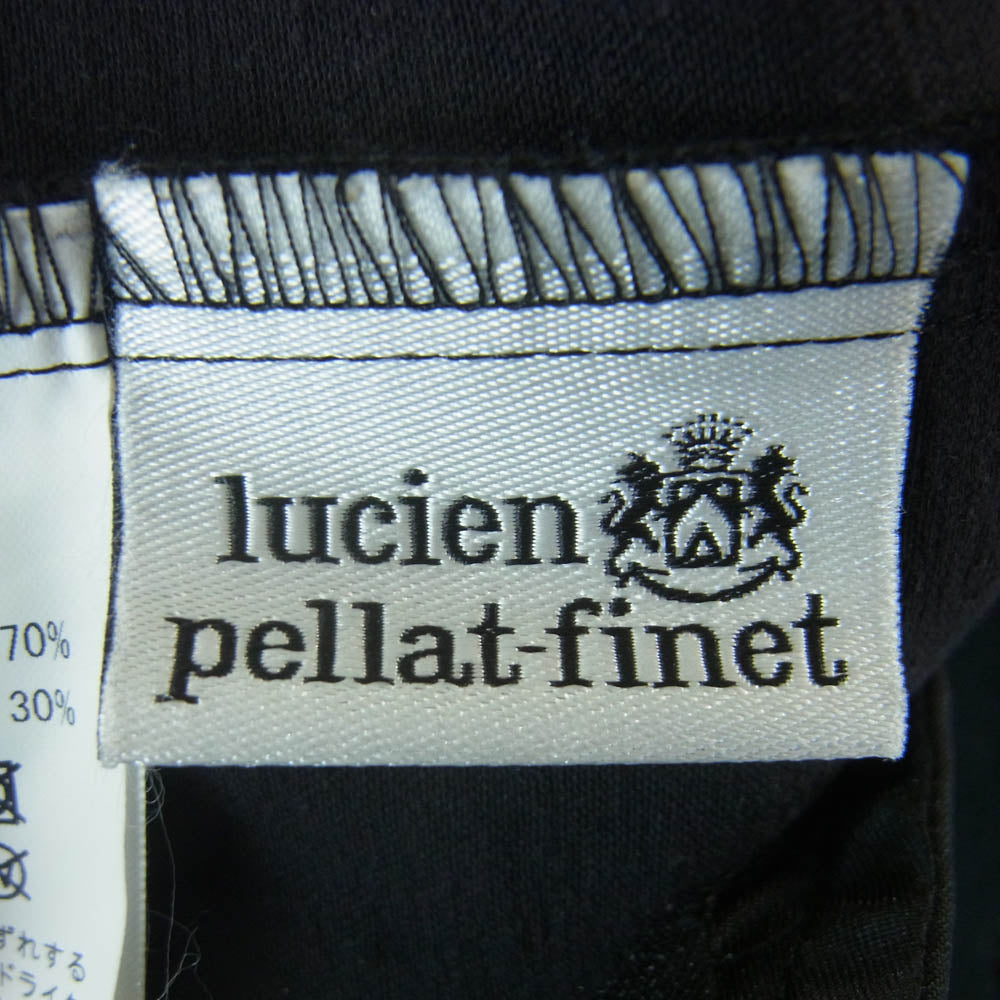 lucien
pellat-finet
70%
30%
ずれする
ドライ